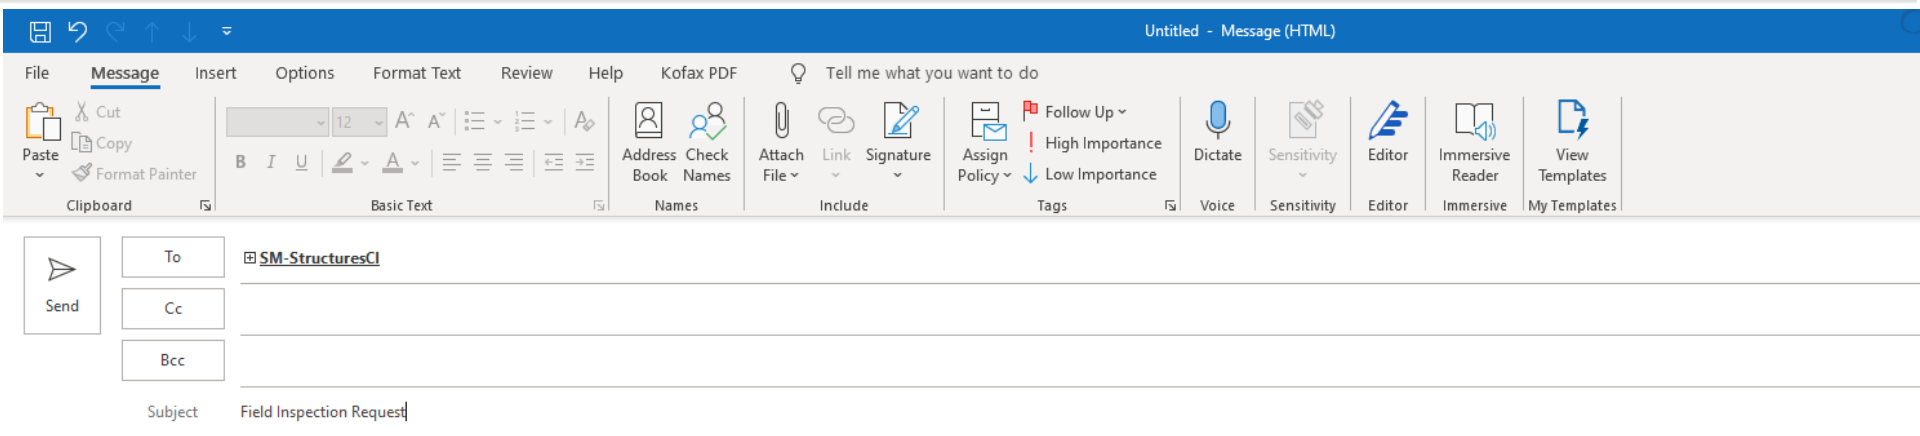 Untitled - Message (HTML)
File Message Insert Options Format Text Review Help Kofax PDF Tell me what you want to do
Cut
Copy
Format Painter
Paste
Clipboard
12
B I U A
Basic Text
Address Book
Check Names
Names
Attach File
Link
Signature
Include
Assign Policy
Follow Up
High Importance
Low Importance
Tags
Dictate
Voice
Sensitivity
Sensitivity
Editor
Editor
Immersive Reader
Immersive
View Templates
My Templates
Send
To SM-StructuresCI
Cc
Bcc
Subject Field Inspection Request